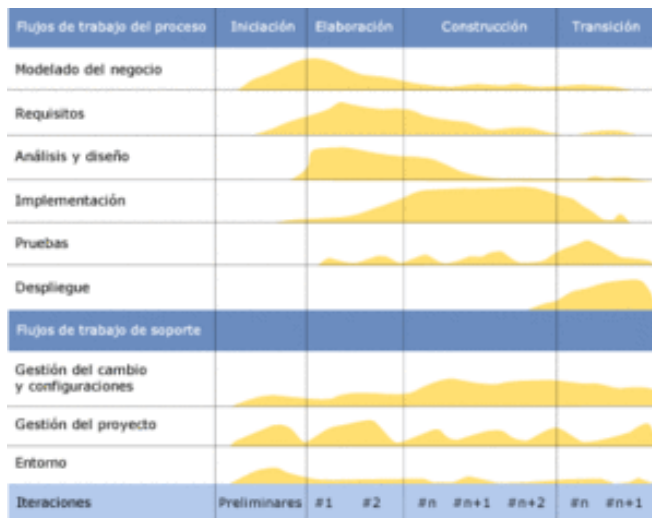 Flujos de trabajo del proceso Iniciación Elaboración Construcción Transición
Modelado del negocio
Requisitos
Análisis y diseño
Implementación
Pruebas
Despliegue
Flujos de trabajo de soporte
Gestión del cambio
y configuraciones
Gestión del proyecto
Entorno
Iteraciones Preliminares #1 #2 #n #n+1 #n+2 #n #n+1